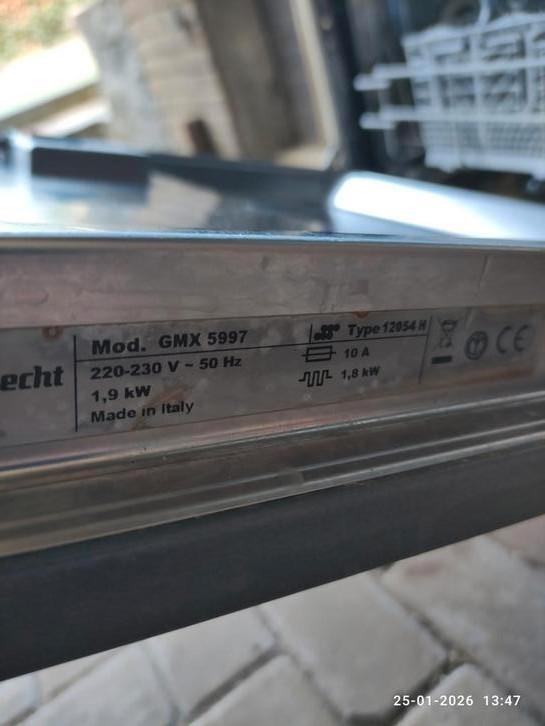 echt
Mod. GMX 5997
220-230 V ~ 50 Hz
1,9 kW
Made in Italy
Type 12054 H
10 A
1,8 kW
CE
25-01-2026 13:47